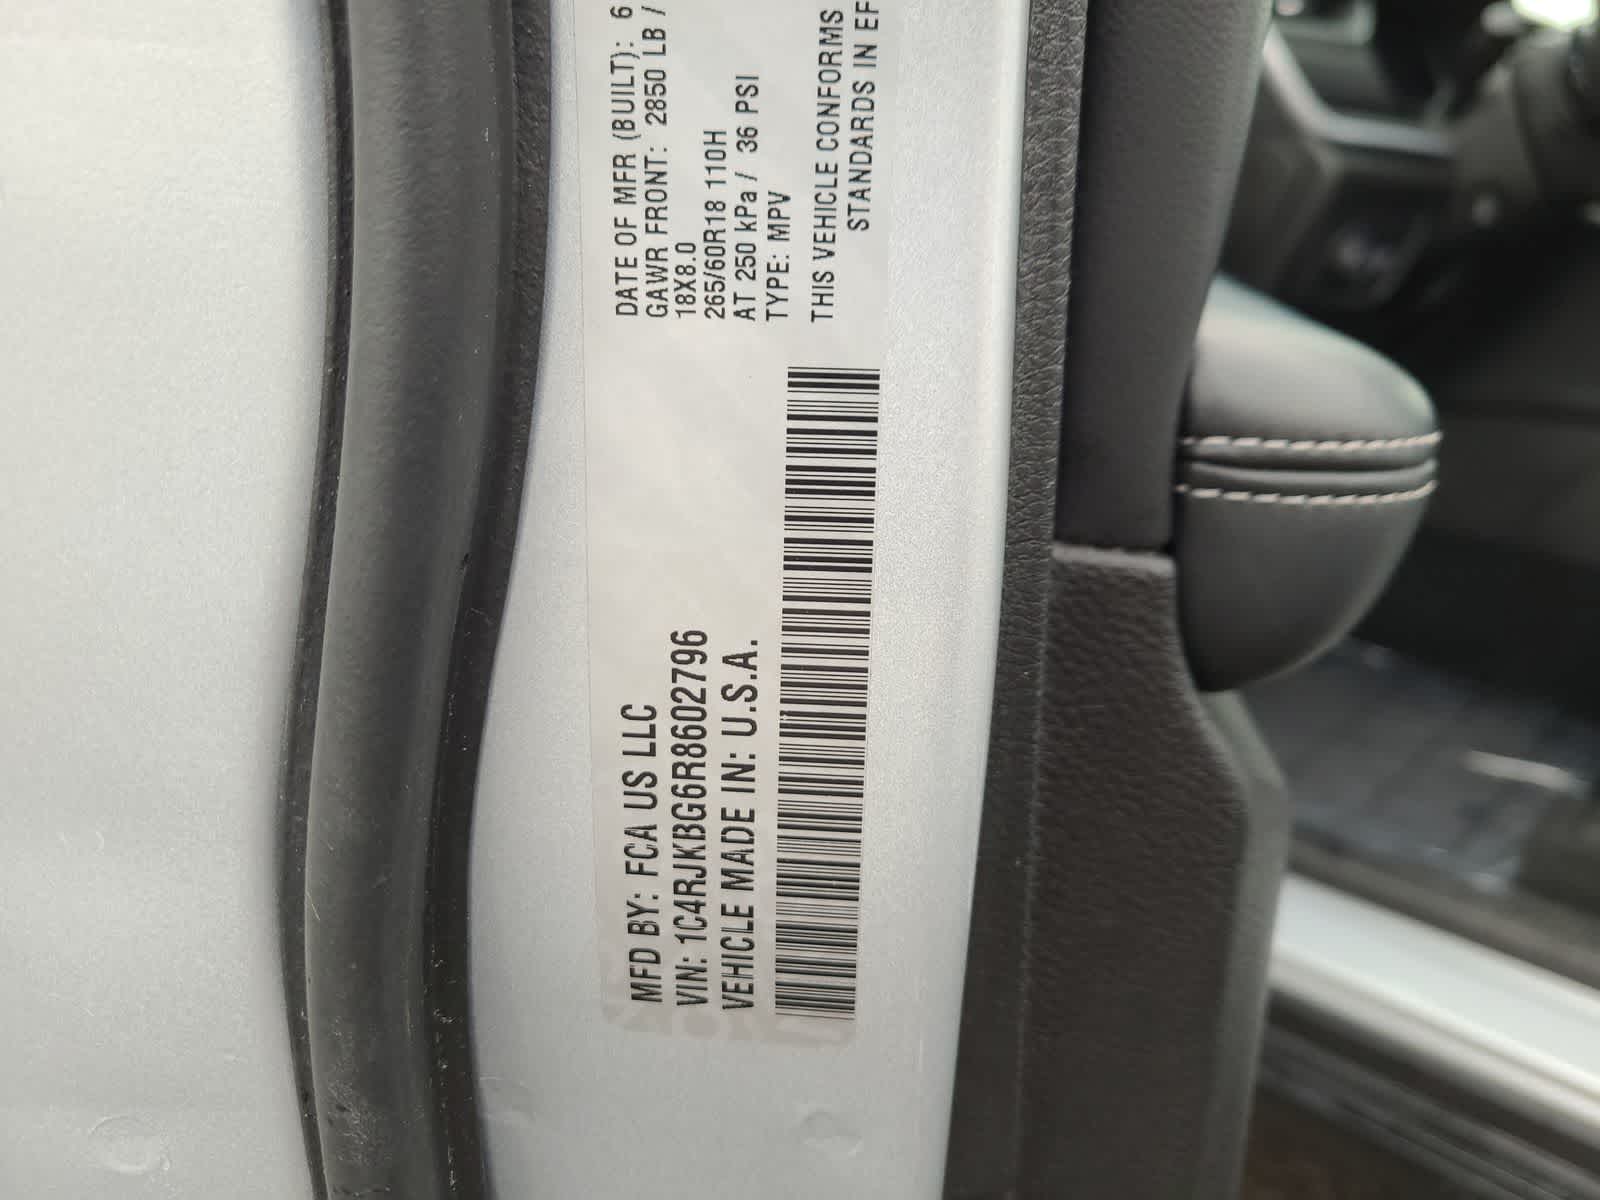 MFD BY: FCA US LLC
VIN: 1C4RJKBG6R8602796
VEHICLE MADE IN: U.S.A.
DATE OF MFR (BUILT): 6
GAWR FRONT: 2850 LB /
18X8.0
265/60R18 110H
AT 250 kPa / 36 PSI
TYPE: MPV
THIS VEHICLE CONFORMS
STANDARDS IN EF